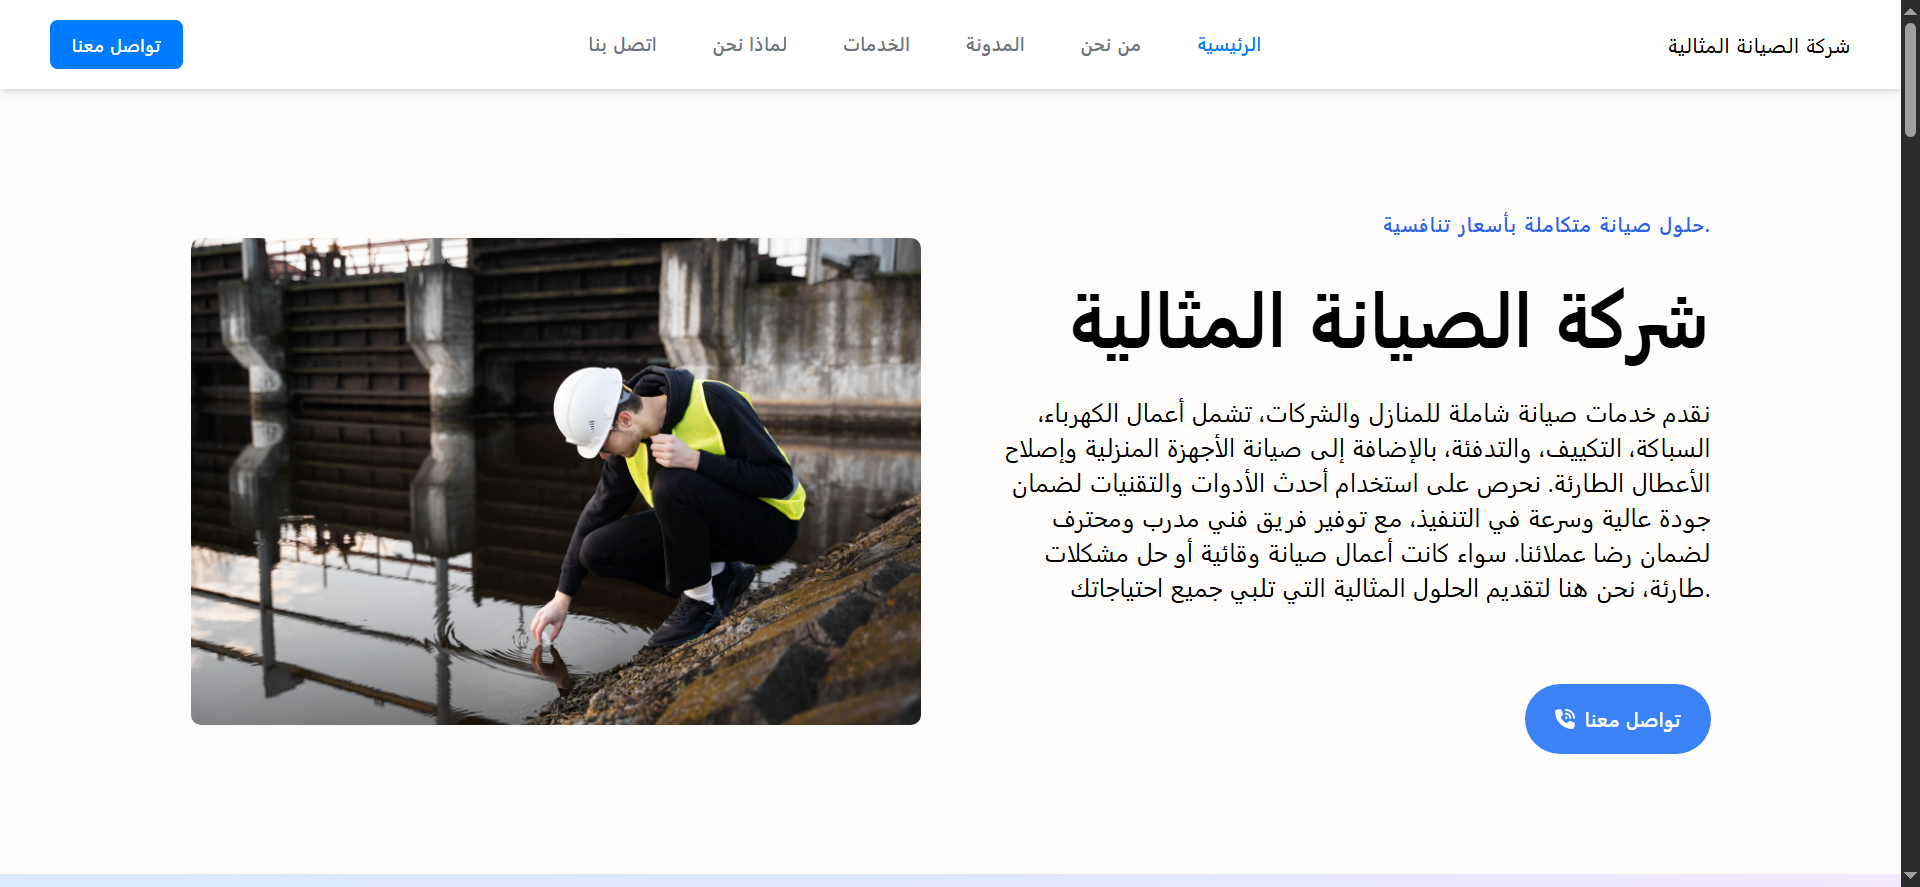 شركة الصيانة المثالية
الرئيسية
من نحن
المدونة
الخدمات
لماذا نحن
اتصل بنا
تواصل معنا
.حلول صيانة متكاملة بأسعار تنافسية
شركة الصيانة المثالية
نقدم خدمات صيانة شاملة للمنازل والشركات، تشمل أعمال الكهرباء،
السباكة، التكييف، والتدفئة، بالإضافة إلى صيانة الأجهزة المنزلية وإصلاح
الأعطال الطارئة. نحرص على استخدام أحدث الأدوات والتقنيات لضمان
جودة عالية وسرعة في التنفيذ، مع توفير فريق فني مدرب ومحترف
لضمان رضا عملائنا. سواء كانت أعمال صيانة وقائية أو حل مشكلات
.طارئة، نحن هنا لتقديم الحلول المثالية التي تلبي جميع احتياجاتك
تواصل معنا